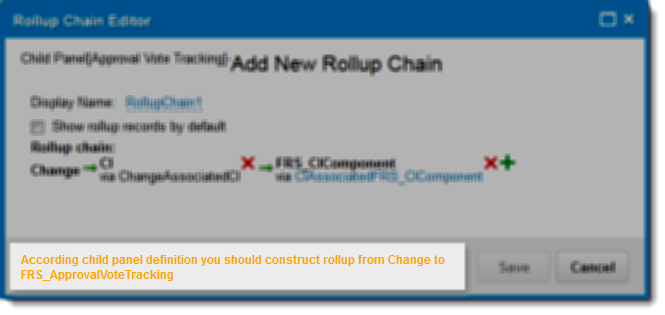 Rollup Chain Editor
Child Panel[Approval Vote Tracking]:Add New Rollup Chain
Display Name: RollupChain1
Show rollup records by default
Rollup chain:
Change CI FRS_CIComponent
via ChangeAssociatedCI via CIAssociatedFRS_CIComponent
According child panel definition you should construct rollup from Change to
FRS_ApprovalVoteTracking
Save Cancel